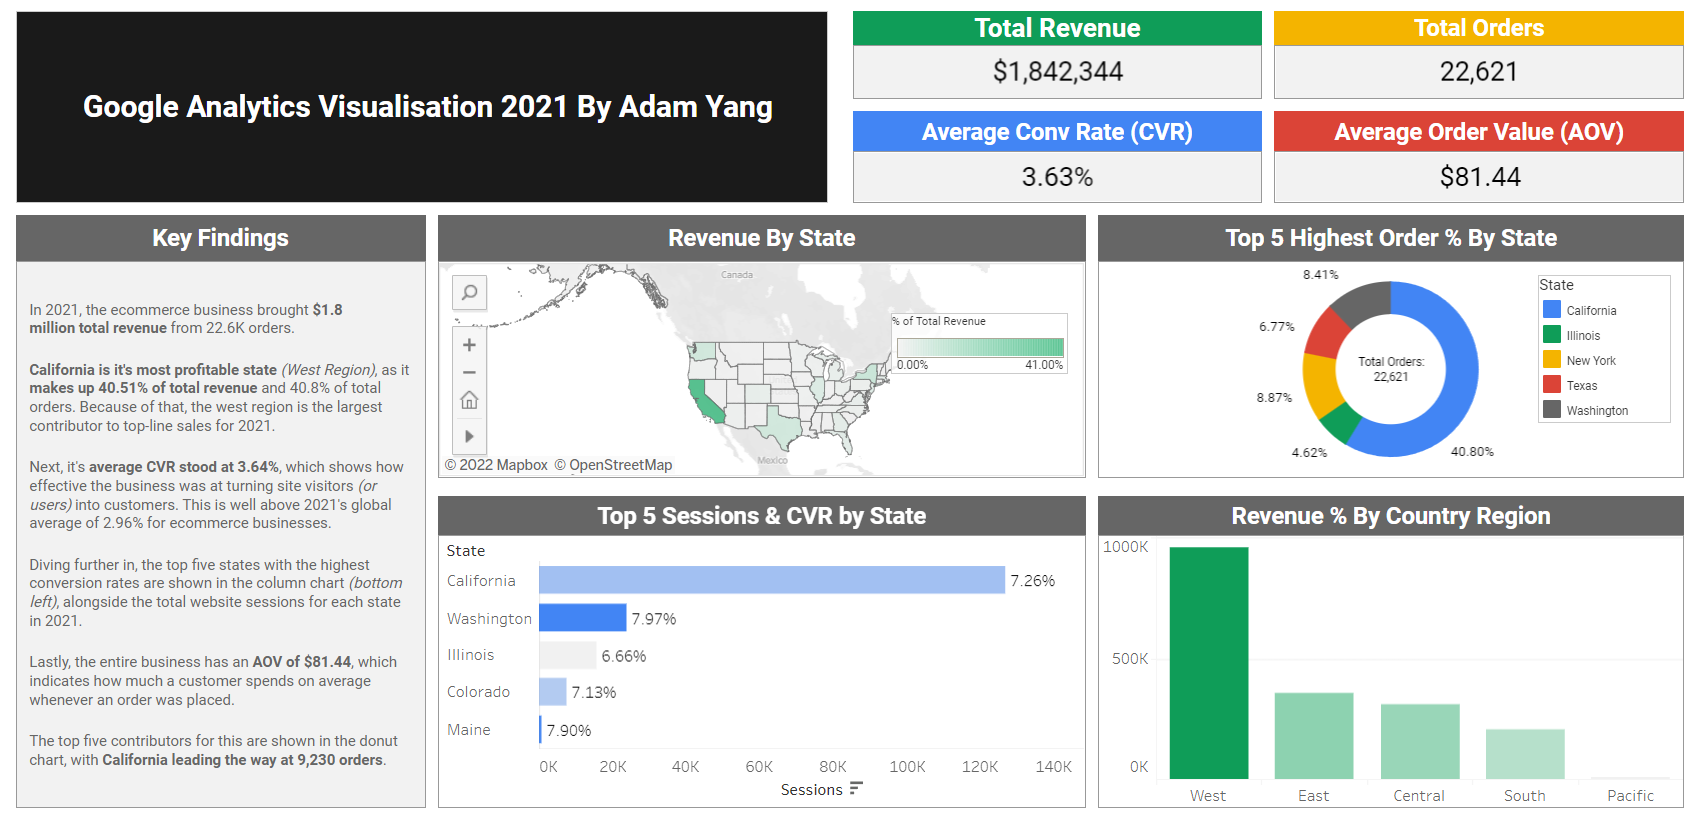 Google Analytics Visualisation 2021 By Adam Yang
Total Revenue
$1,842,344
Total Orders
22,621
Average Conv Rate (CVR)
3.63%
Average Order Value (AOV)
$81.44
Key Findings
In 2021, the ecommerce business brought $1.8
million total revenue from 22.6K orders.
California is it's most profitable state (West Region), as it
makes up 40.51% of total revenue and 40.8% of total
orders. Because of that, the west region is the largest
contributor to top-line sales for 2021.
Next, it's average CVR stood at 3.64%, which shows how
effective the business was at turning site visitors (or
users) into customers. This is well above 2021's global
average of 2.96% for ecommerce businesses.
Diving further in, the top five states with the highest
conversion rates are shown in the column chart (bottom
left), alongside the total website sessions for each state
in 2021.
Lastly, the entire business has an AOV of $81.44, which
indicates how much a customer spends on average
whenever an order was placed.
The top five contributors for this are shown in the donut
chart, with California leading the way at 9,230 orders.
Revenue By State
Canada
% of Total Revenue
0.00% 41.00%
Mexico
© 2022 Mapbox © OpenStreetMap
Top 5 Highest Order % By State
8.41%
6.77%
8.87%
4.62%
40.80%
Total Orders:
22,621
State
California
Illinois
New York
Texas
Washington
Top 5 Sessions & CVR by State
State
California 7.26%
Washington 7.97%
Illinois 6.66%
Colorado 7.13%
Maine 7.90%
0K 20K 40K 60K 80K 100K 120K 140K
Sessions
Revenue % By Country Region
1000K
500K
0K
West East Central South Pacific